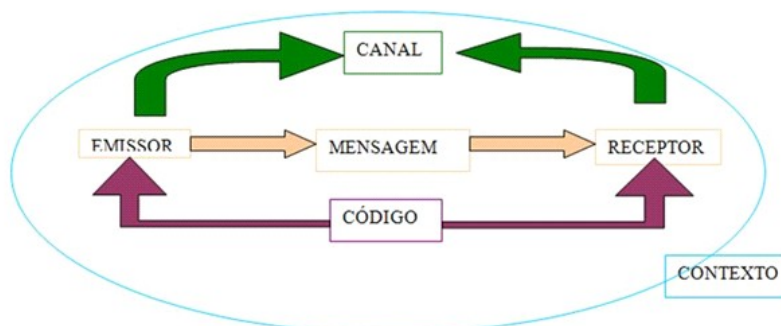 CANAL
EMISSOR
MENSAGEM
RECEPTOR
CÓDIGO
CONTEXTO